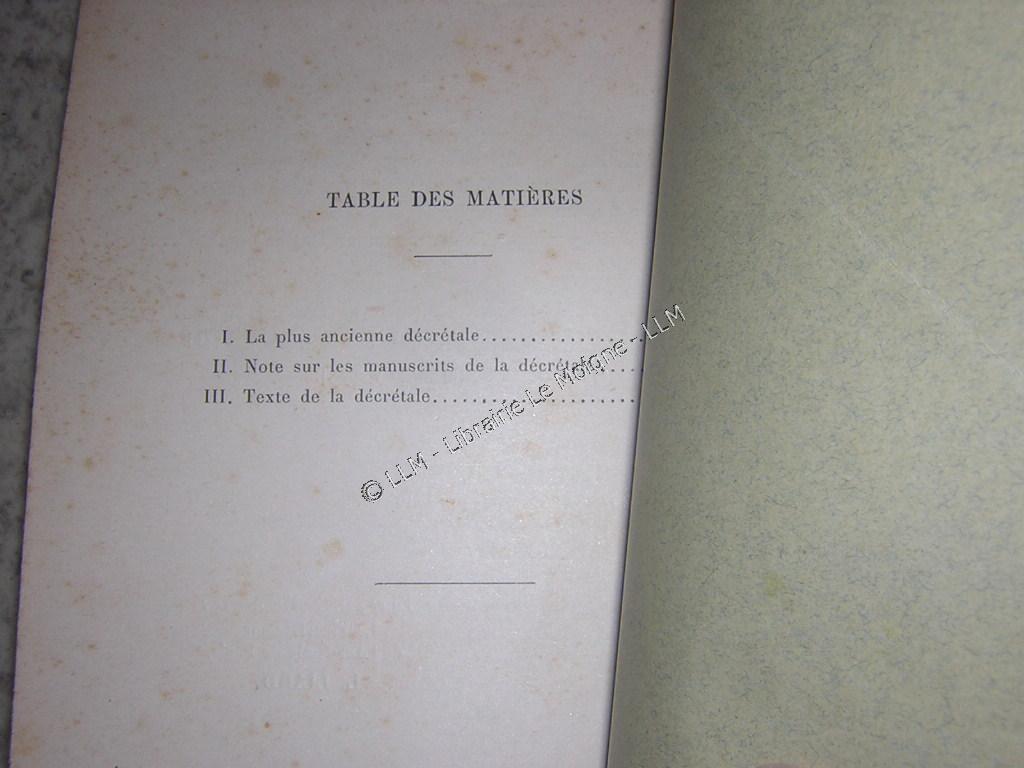 TABLE DES MATIÈRES
I. La plus ancienne décrétale....................
II. Note sur les manuscrits de la décrétale....
III. Texte de la décrétale.......................
© LLM - Librairie Le Moigne - LLM